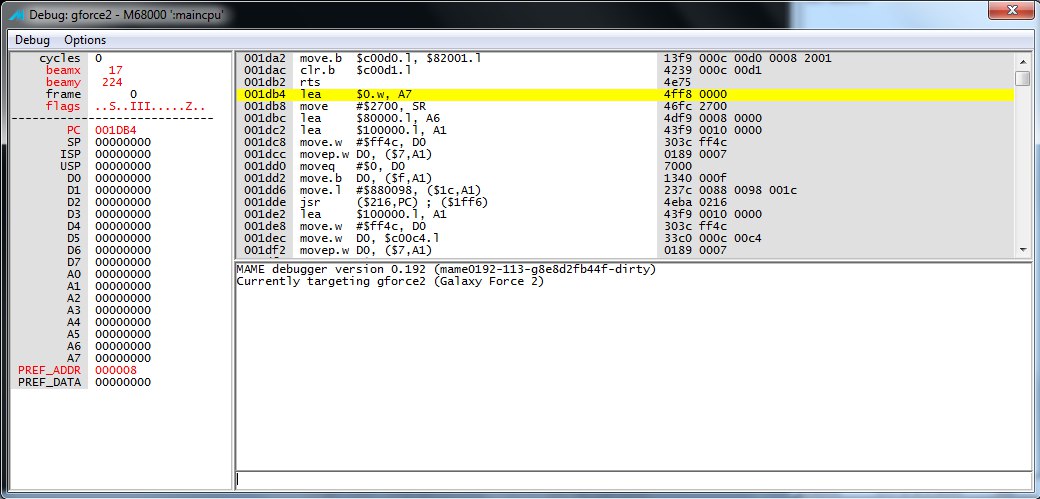 Debug: gforce2 - M68000 ':maincpu'
Debug Options
cycles 0
beamx 17
beamy 224
frame 0
flags ..S..III.....Z..
PC 001DB4
SP 00000000
ISP 00000000
USP 00000000
D0 00000000
D1 00000000
D2 00000000
D3 00000000
D4 00000000
D5 00000000
D6 00000000
D7 00000000
A0 00000000
A1 00000000
A2 00000000
A3 00000000
A4 00000000
A5 00000000
A6 00000000
A7 00000000
PREF_ADDR 000008
PREF_DATA 00000000
001da2 move.b $c00d0.l, $82001.l 13f9 000c 00d0 0008 2001
001dac clr.b $c00d1.l 4239 000c 00d1
001db2 rts 4e75
001db4 lea $0.w, A7 4ff8 0000
001db8 move #$2700, SR 46fc 2700
001dbc lea $80000.l, A6 4df9 0008 0000
001dc2 lea $100000.l, A1 43f9 0010 0000
001dc8 move.w #$ff4c, D0 303c ff4c
001dcc movep.w D0, ($7,A1) 0189 0007
001dd0 moveq #$0, D0 7000
001dd2 move.b D0, ($f,A1) 1340 000f
001dd6 move.l #$880098, ($1c,A1) 237c 0088 0098 001c
001dde jsr ($216,PC) ; ($1ff6) 4eba 0216
001de2 lea $100000.l, A1 43f9 0010 0000
001de8 move.w #$ff4c, D0 303c ff4c
001dec move.w D0, $c00c4.l 33c0 000c 00c4
001df2 movep.w D0, ($7,A1) 0189 0007
MAME debugger version 0.192 (mame0192-113-g8e8d2fb44f-dirty)
Currently targeting gforce2 (Galaxy Force 2)